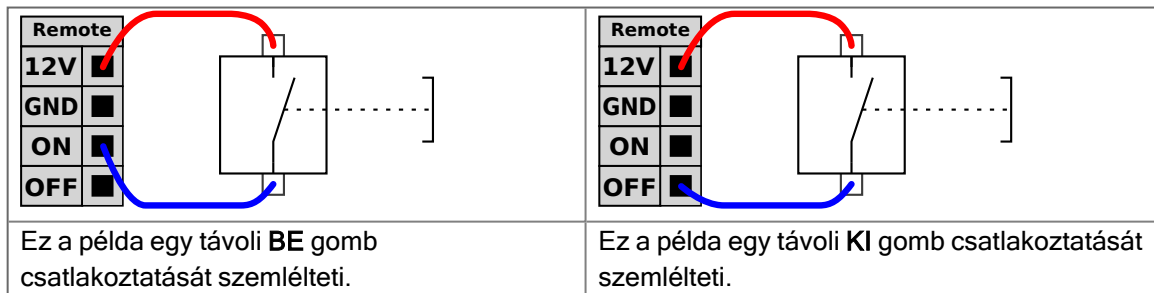 Remote
12V
GND
ON
OFF
Remote
12V
GND
ON
OFF
Ez a példa egy távoli BE gomb
csatlakoztatását szemlélteti.
Ez a példa egy távoli KI gomb csatlakoztatását
szemlélteti.